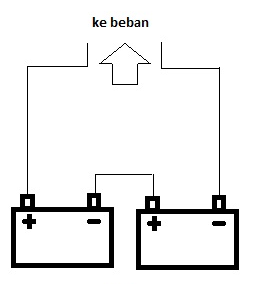 ke beban
+ - + -